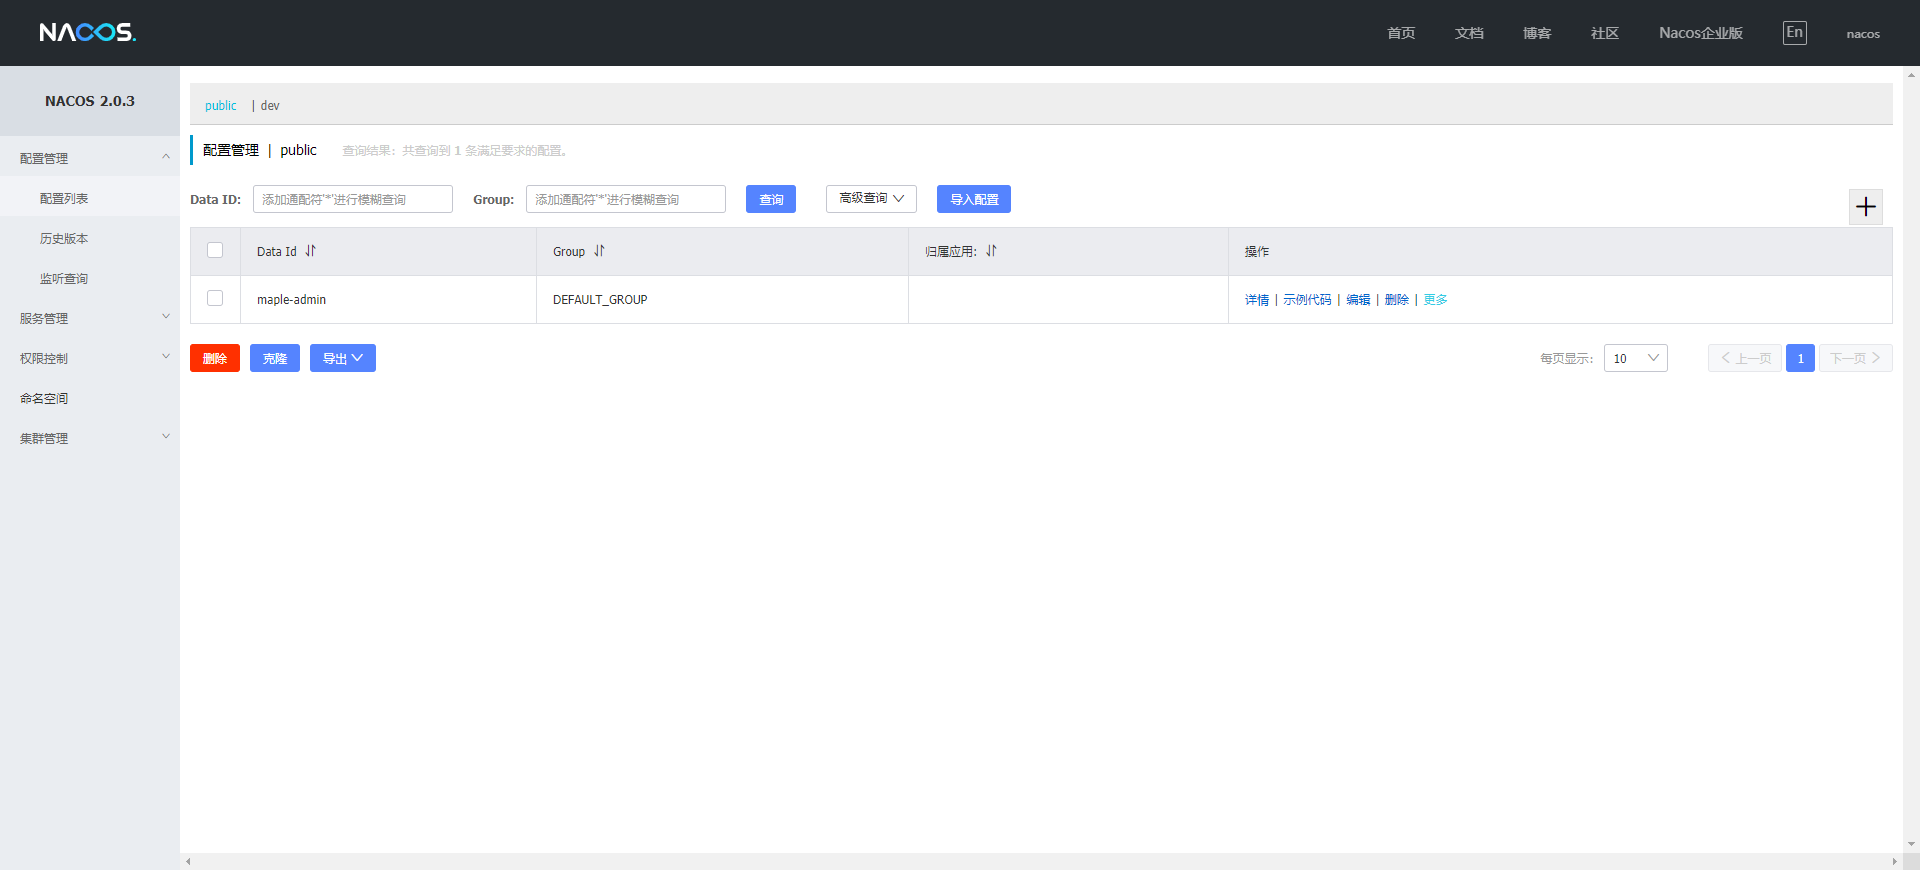 NACOS.
首页 文档 博客 社区 Nacos企业版 En nacos
NACOS 2.0.3
配置管理
配置列表
历史版本
监听查询
服务管理
权限控制
命名空间
集群管理
public | dev
配置管理 | public 查询结果：共查询到 1 条满足要求的配置。
Data ID: 添加通配符'*'进行模糊查询 Group: 添加通配符'*'进行模糊查询 查询 高级查询 导入配置
Data Id Group 归属应用: 操作
maple-admin DEFAULT_GROUP 详情 | 示例代码 | 编辑 | 删除 | 更多
删除 克隆 导出 每页显示: 10 上一页 1 下一页